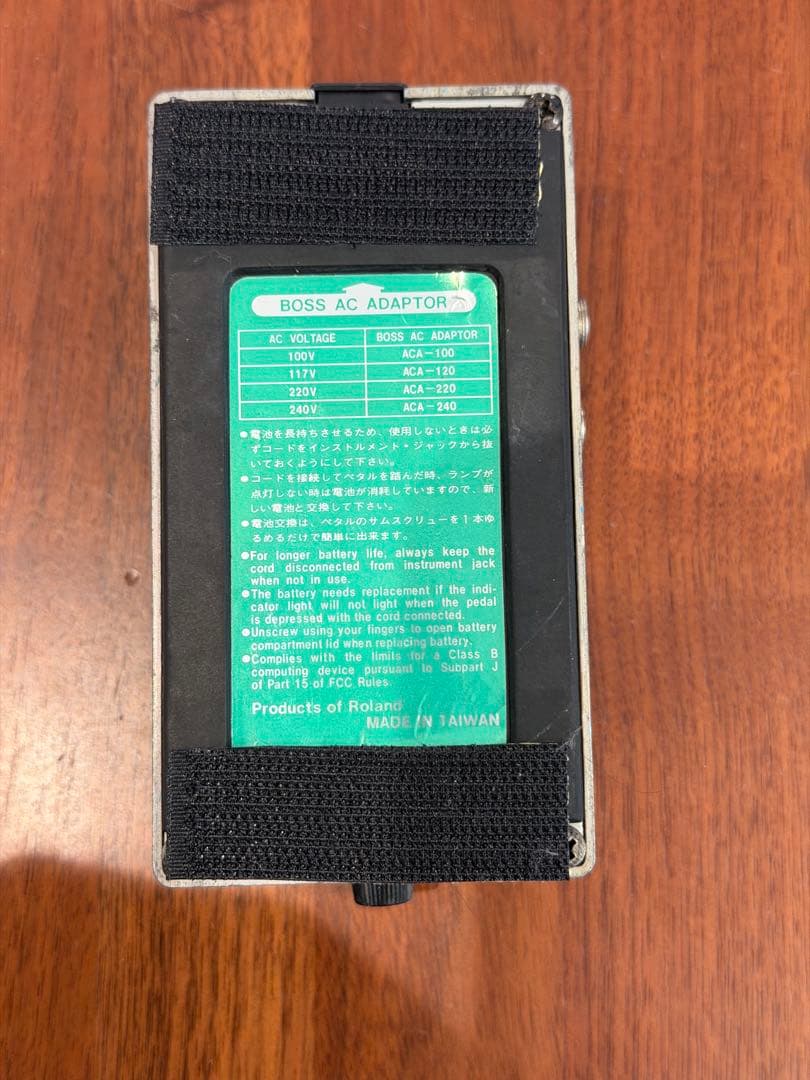 BOSS AC ADAPTOR
AC VOLTAGE BOSS AC ADAPTOR
100V ACA-100
117V ACA-120
220V ACA-220
240V ACA-240
●電池を長持ちさせるため、使用しないときは必
ずコードをインストルメント・ジャックから抜
いておくようにして下さい。
●コードを接続してペタルを踏んだ時、ランプが
点灯しない時は電池が消耗していますので、新
しい電池と交換して下さい。
●電池交換は、ペタルのサムスクリューを1本ゆ
るめるだけで簡単に出来ます。
●For longer battery life, always keep the
cord disconnected from instrument jack
when not in use.
●The battery needs replacement if the indi-
cator light will not light when the pedal
is depressed with the cord connected.
●Unscrew using your fingers to open battery
compartment lid when replacing battery.
●Complies with the limits for a Class B
computing device pursuant to Subpart J
of Part 15 of FCC Rules.
Products of Roland
MADE IN TAIWAN